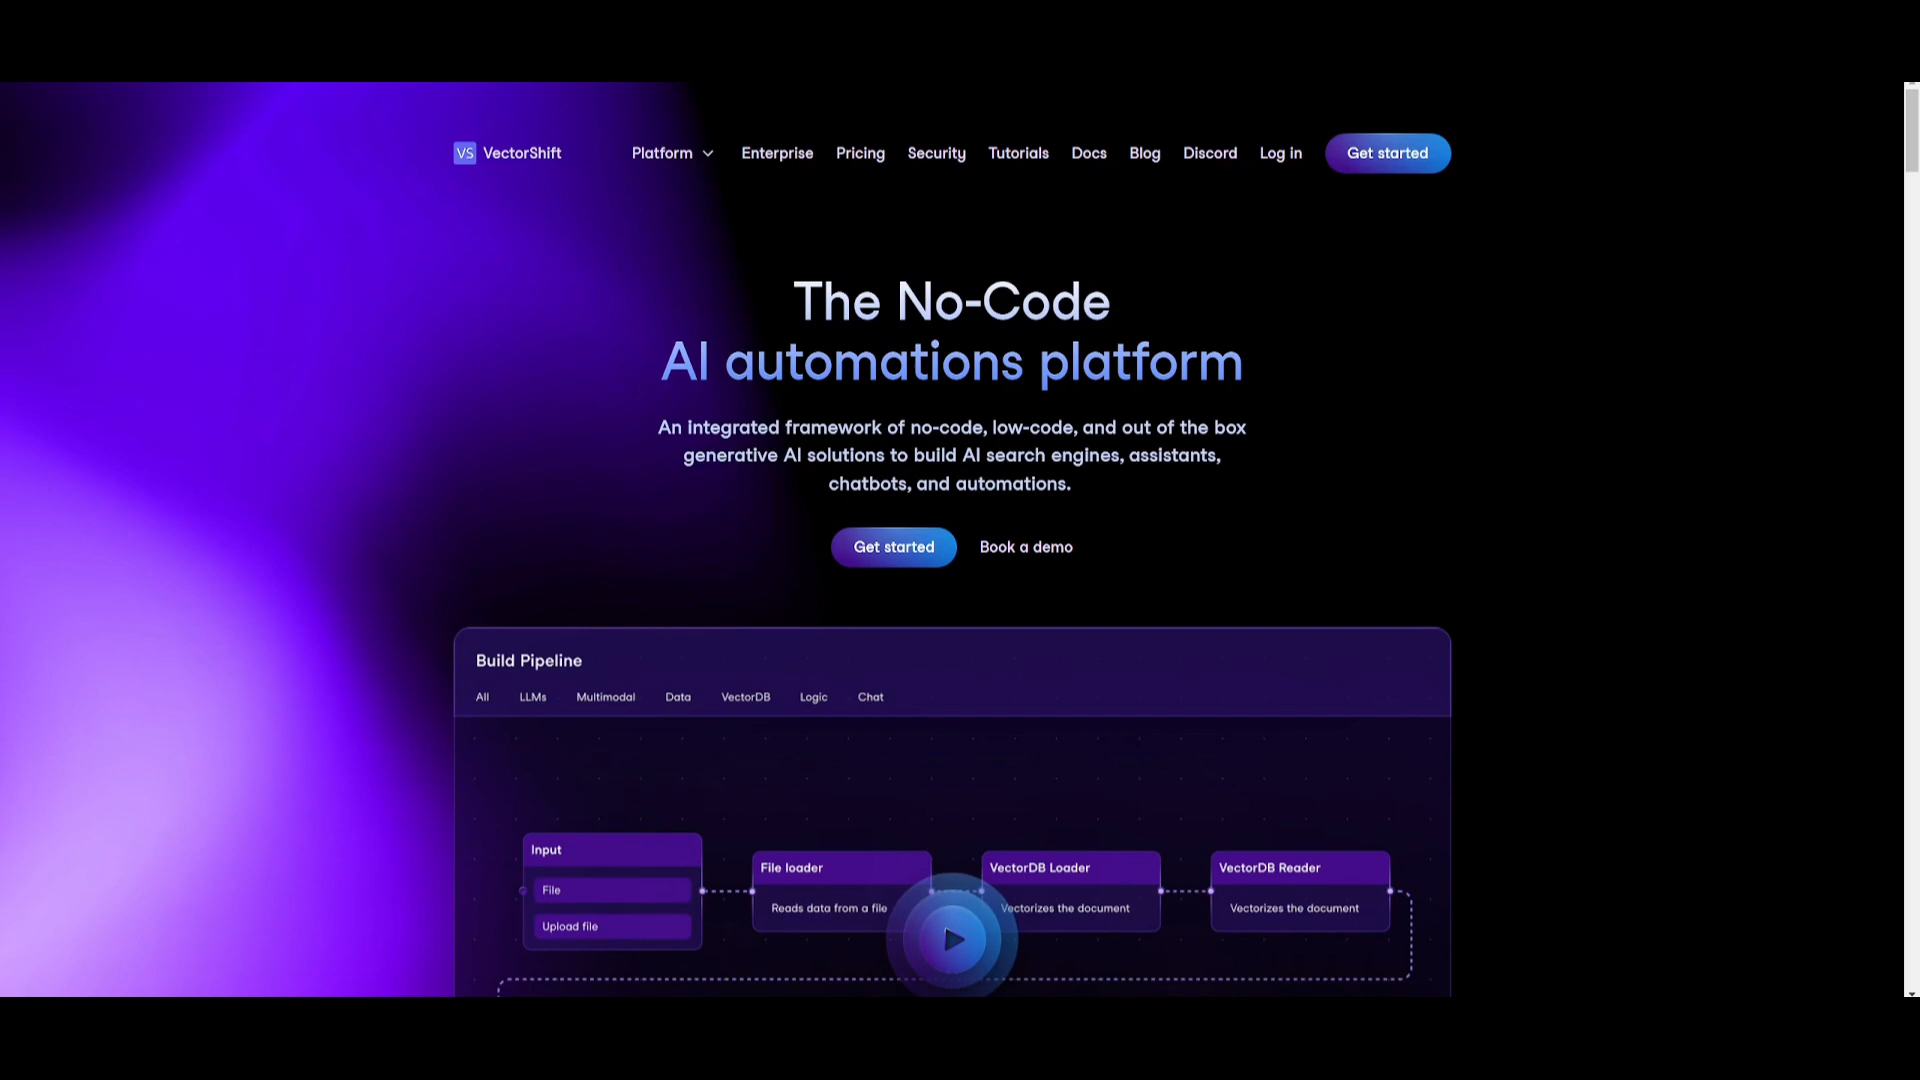 VS VectorShift Platform Enterprise Pricing Security Tutorials Docs Blog Discord Log in Get started
The No-Code
AI automations platform
An integrated framework of no-code, low-code, and out of the box
generative AI solutions to build AI search engines, assistants,
chatbots, and automations.
Get started Book a demo
Build Pipeline
All LLMs Multimodal Data VectorDB Logic Chat
Input
File
Upload file
File loader
Reads data from a file
VectorDB Loader
Vectorizes the document
VectorDB Reader
Vectorizes the document